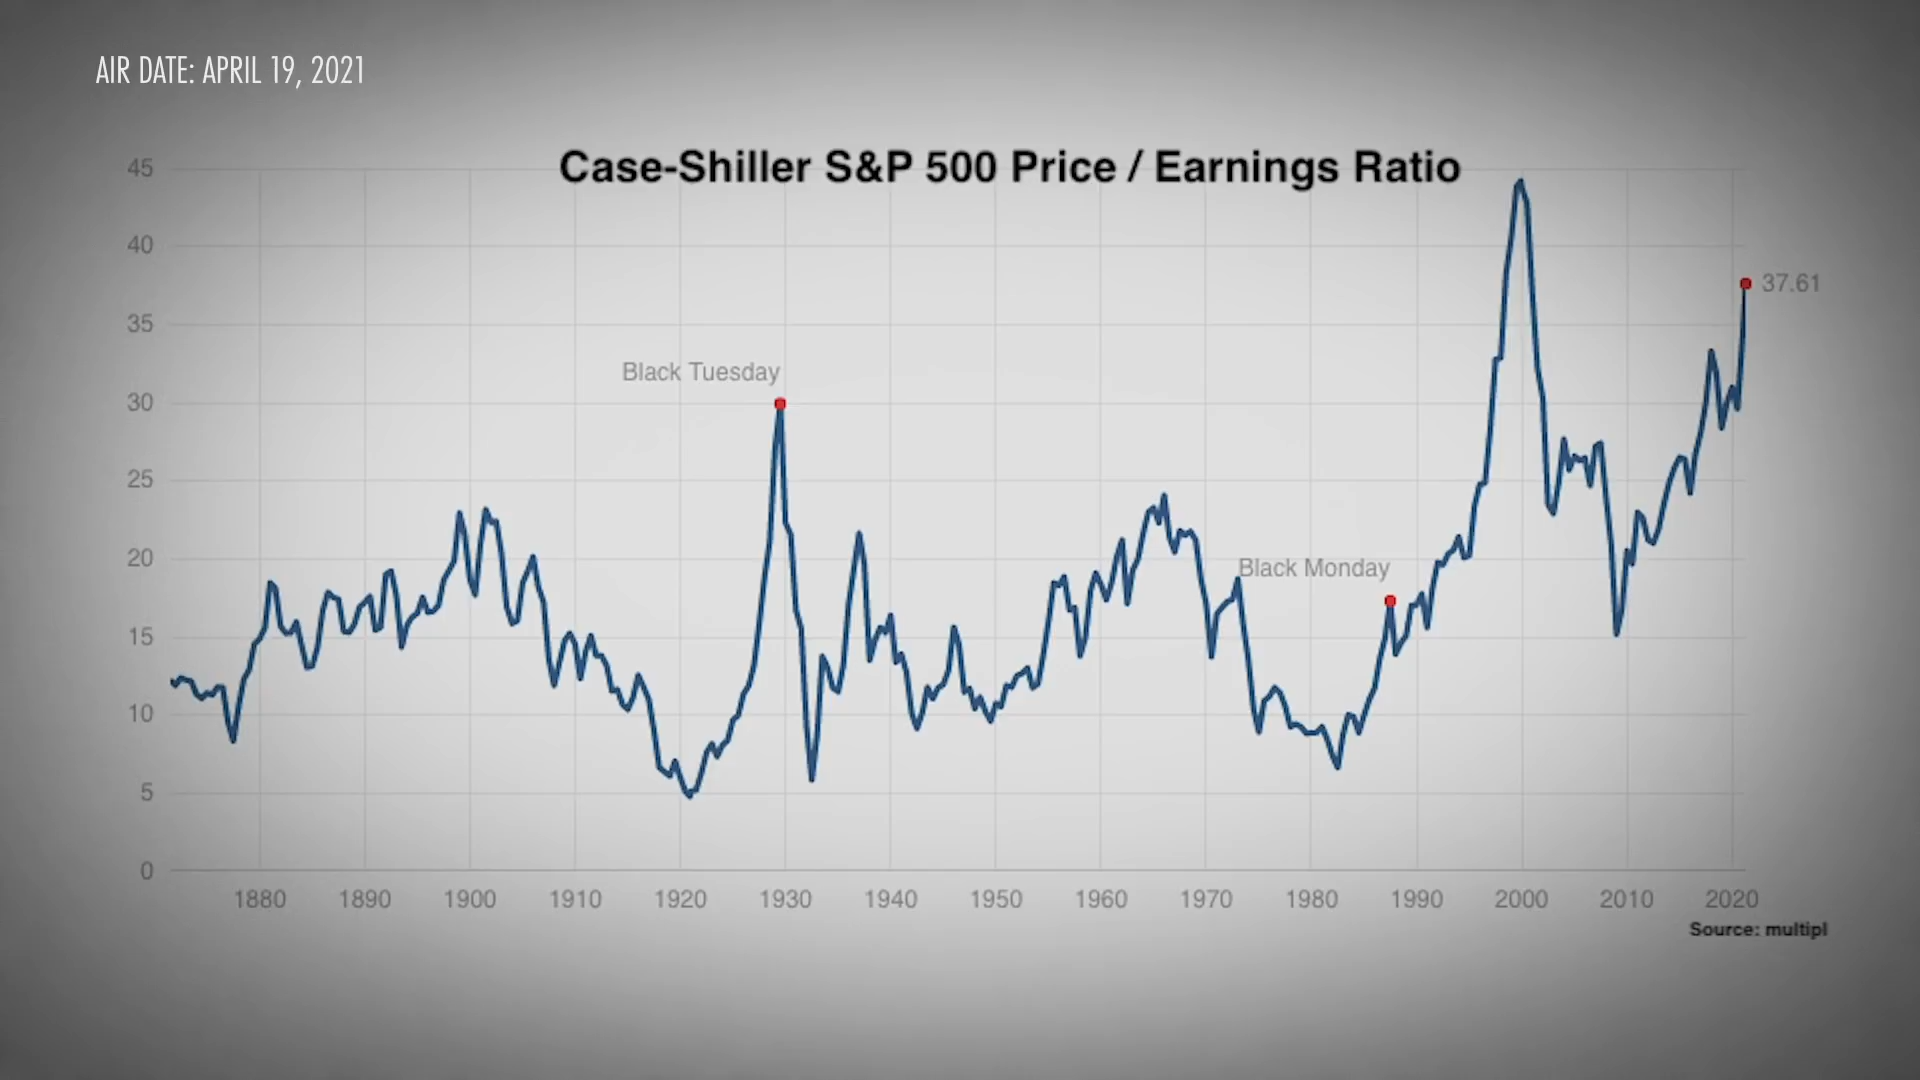 AIR DATE: APRIL 19, 2021
Case-Shiller S&P 500 Price / Earnings Ratio
45
40
35
30
25
20
15
10
5
0
37.61
Black Tuesday
Black Monday
1880 1890 1900 1910 1920 1930 1940 1950 1960 1970 1980 1990 2000 2010 2020
Source: multipl